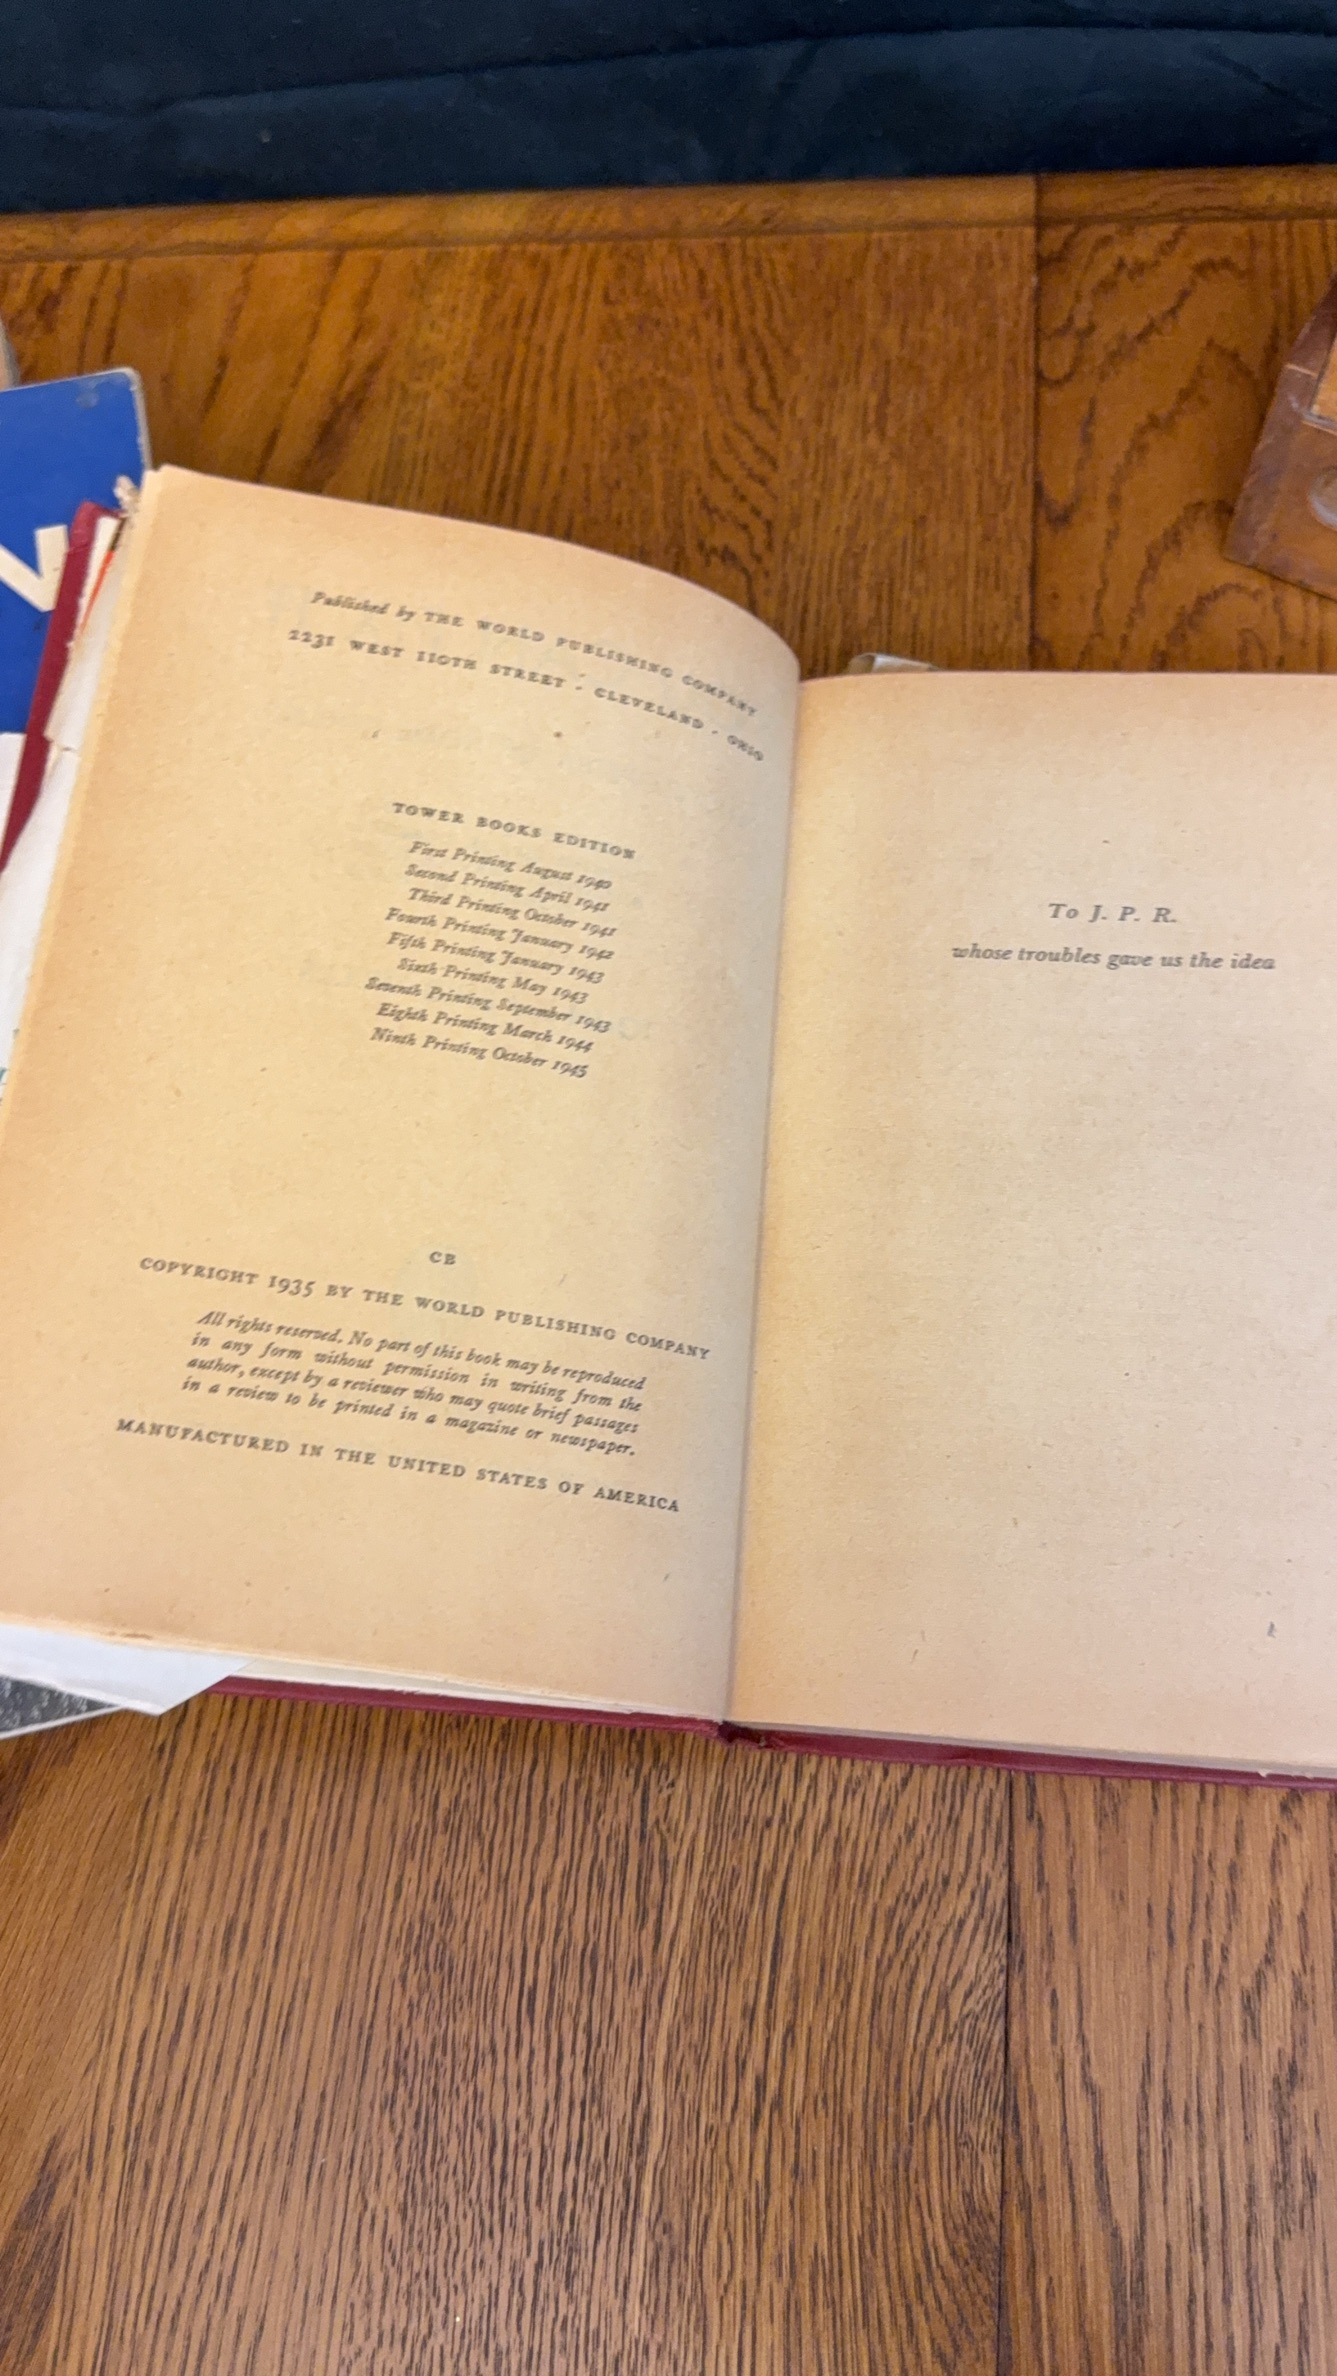 Published by THE WORLD PUBLISHING COMPANY
2231 WEST 110TH STREET · CLEVELAND · OHIO
TOWER BOOKS EDITION
First Printing August 1940
Second Printing April 1941
Third Printing October 1941
Fourth Printing January 1942
Fifth Printing January 1943
Sixth Printing May 1943
Seventh Printing September 1943
Eighth Printing March 1944
Ninth Printing October 1945
CB
COPYRIGHT 1935 BY THE WORLD PUBLISHING COMPANY
All rights reserved. No part of this book may be reproduced
in any form without permission in writing from the
author, except by a reviewer who may quote brief passages
in a review to be printed in a magazine or newspaper.
MANUFACTURED IN THE UNITED STATES OF AMERICA
To J. P. R.
whose troubles gave us the idea